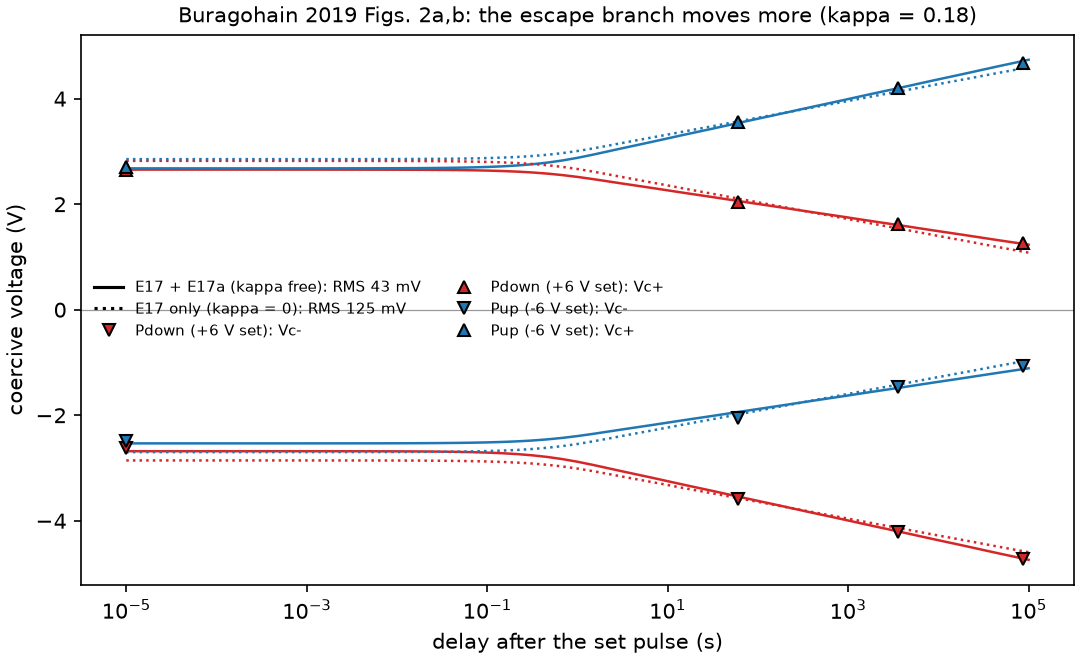 Buragohain 2019 Figs. 2a,b: the escape branch moves more (kappa = 0.18)
coercive voltage (V)
4
2
0
−2
−4
E17 + E17a (kappa free): RMS 43 mV
E17 only (kappa = 0): RMS 125 mV
Pdown (+6 V set): Vc-
Pdown (+6 V set): Vc+
Pup (-6 V set): Vc-
Pup (-6 V set): Vc+
10⁻⁵
10⁻³
10⁻¹
10¹
10³
10⁵
delay after the set pulse (s)